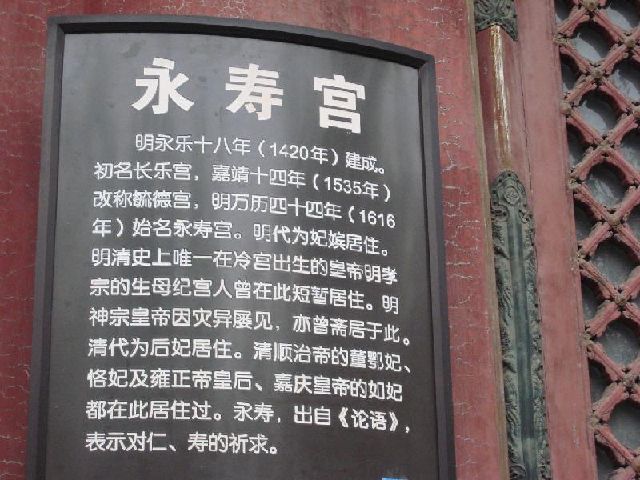 永寿宫
明永乐十八年（1420年）建成。
初名长乐宫，嘉靖十四年（1535年）
改称毓德宫，明万历四十四年（1616
年）始名永寿宫。明代为妃嫔居住。
明清史上唯一在冷宫出生的皇帝明孝
宗的生母纪宫人曾在此短暂居住。明
神宗皇帝因灾异屡见，亦曾斋居于此。
清代为后妃居住。清顺治帝的董鄂妃、
恪妃及雍正帝皇后、嘉庆皇帝的如妃
都在此居住过。永寿，出自《论语》，
表示对仁、寿的祈求。